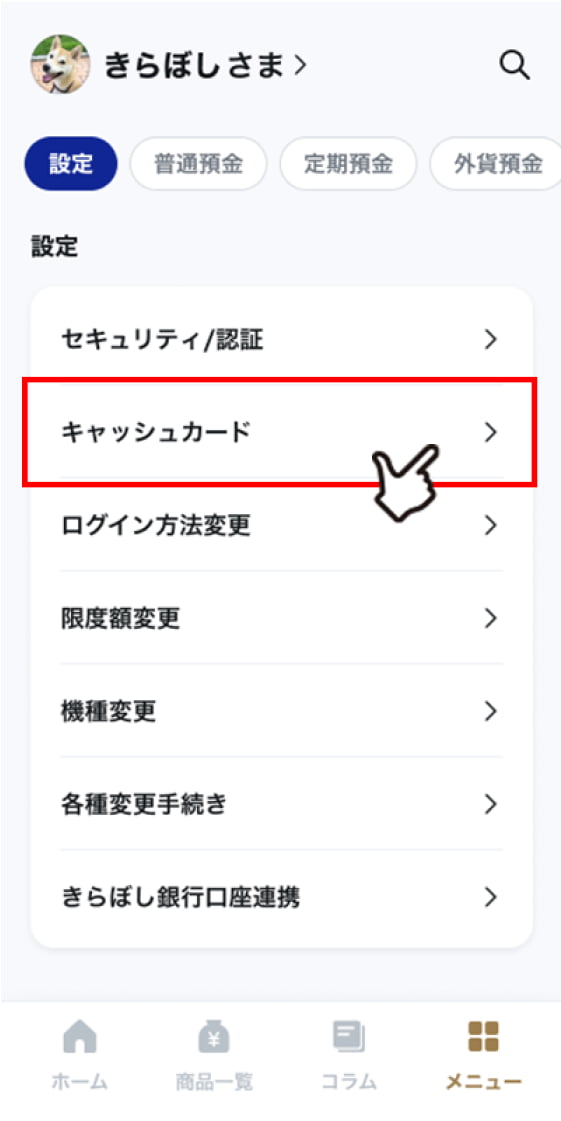 きらぼしさま
設定 普通預金 定期預金 外貨預金
設定
セキュリティ/認証
キャッシュカード
ログイン方法変更
限度額変更
機種変更
各種変更手続き
きらぼし銀行口座連携
¥
ホーム 商品一覧 コラム メニュー